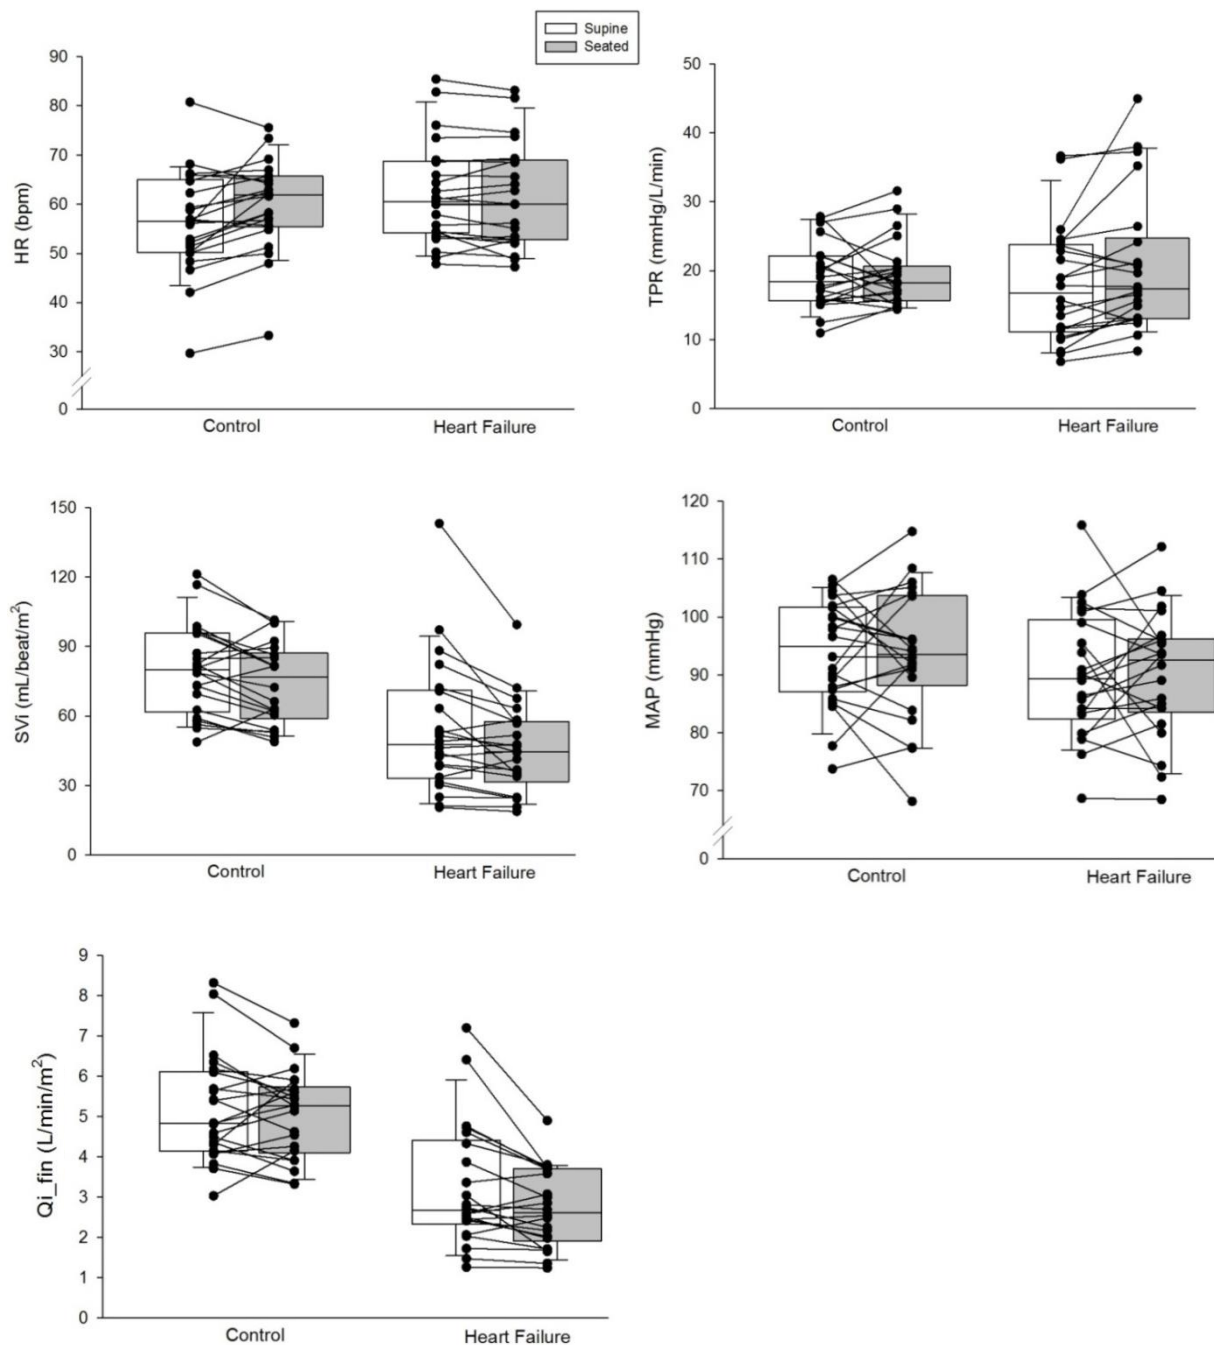 Supine
Seated
HR (bpm)
90
80
70
60
50
40
30
0
Control
Heart Failure
TPR (mmHg/L/min)
50
40
30
20
10
0
Control
Heart Failure
SVi (mL/beat/m²)
150
120
90
60
30
0
Control
Heart Failure
MAP (mmHg)
120
110
100
90
80
70
0
Control
Heart Failure
Qi_fin (L/min/m²)
9
8
7
6
5
4
3
2
1
0
Control
Heart Failure